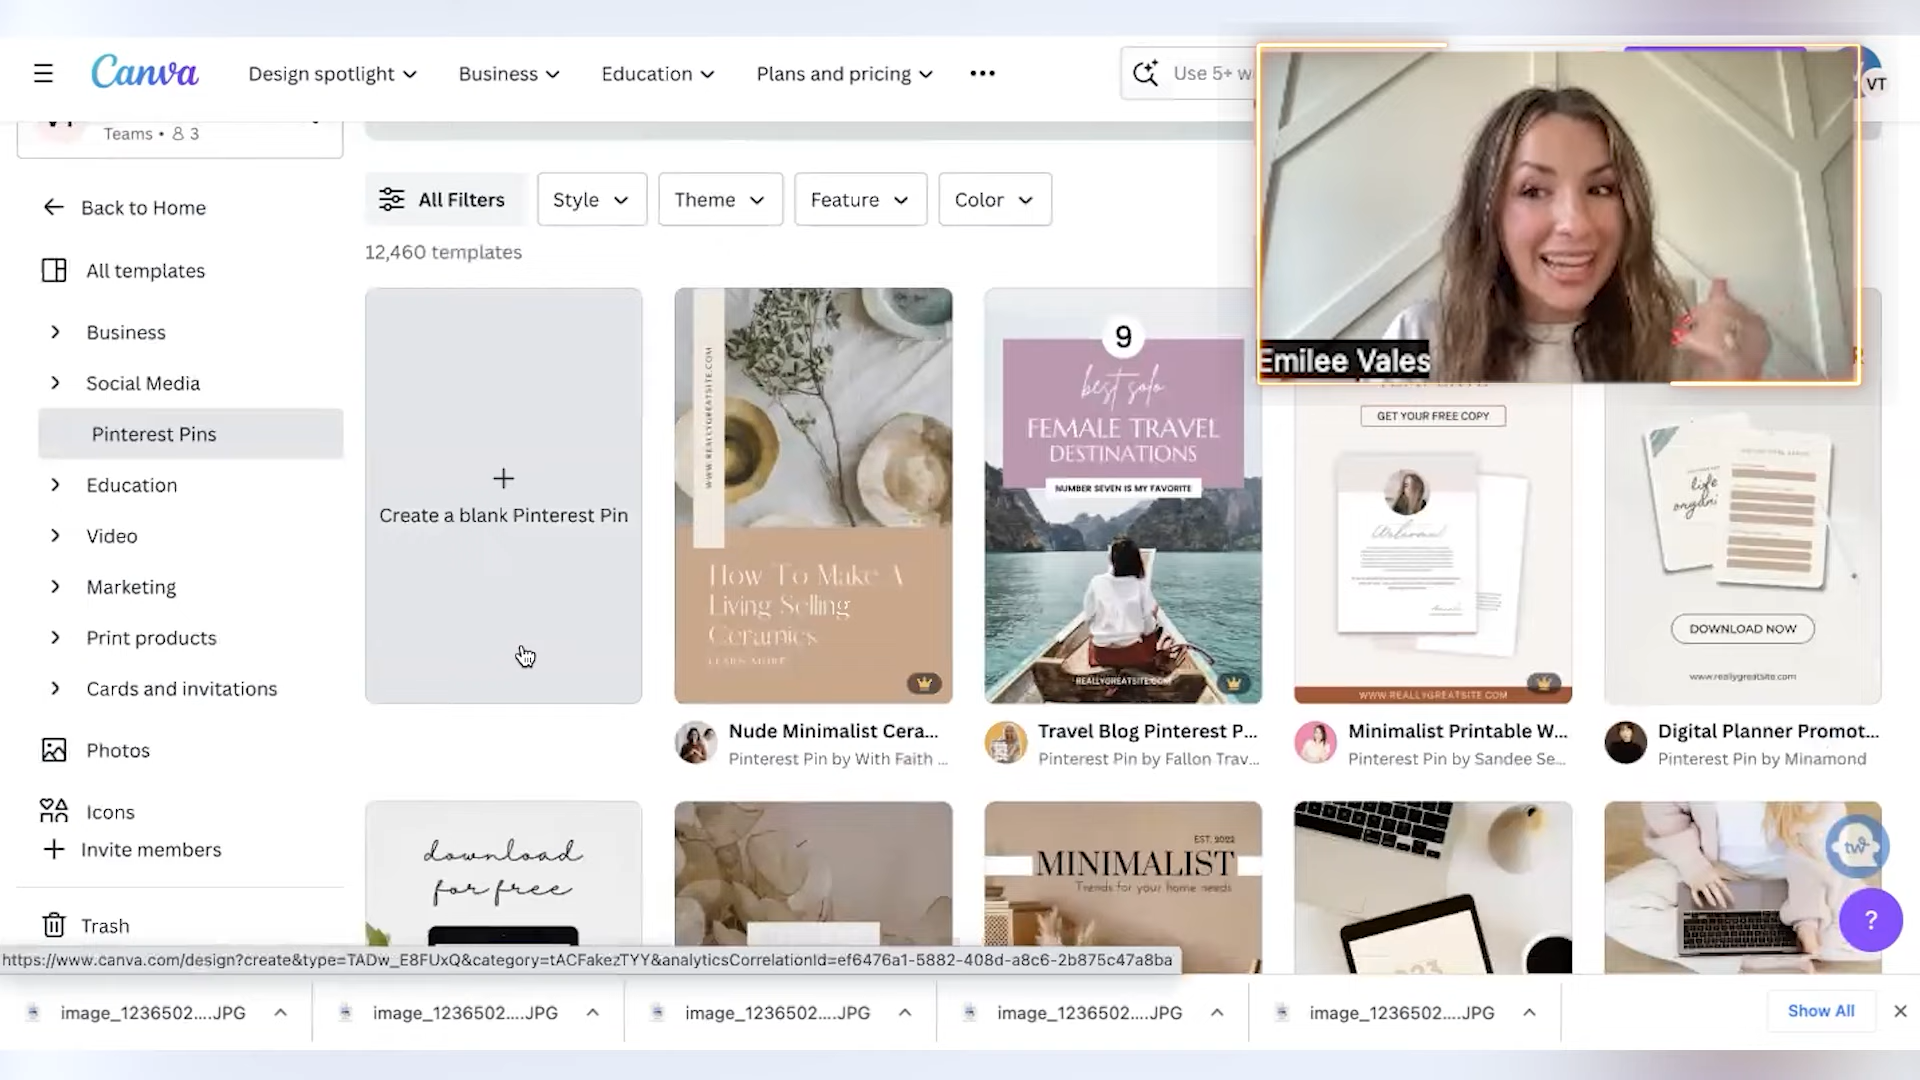 Canva
Design spotlight
Business
Education
Plans and pricing
Use 5+ w
VT
Teams • 3
Back to Home
All templates
Business
Social Media
Pinterest Pins
Education
Video
Marketing
Print products
Cards and invitations
Photos
Icons
Invite members
Trash
All Filters
Style
Theme
Feature
Color
12,460 templates
Emilee Vales
Create a blank Pinterest Pin
WWW.REALLYGREATSITE.COM
How To Make A
Living Selling
Ceramics
LEARN MORE
9
best solo
FEMALE TRAVEL
DESTINATIONS
NUMBER SEVEN IS MY FAVORITE
REALLYGREATSITE.COM
GET YOUR FREE COPY
Welcome!
WWW.REALLYGREATSITE.COM
life
DOWNLOAD NOW
www.reallygreatsite.com
Nude Minimalist Cera...
Pinterest Pin by With Faith ...
Travel Blog Pinterest P...
Pinterest Pin by Fallon Trav...
Minimalist Printable W...
Pinterest Pin by Sandee Se...
Digital Planner Promot...
Pinterest Pin by Minamond
download
for free
EST. 2022
MINIMALIST
Trends for your home needs
?
https://www.canva.com/design?create&type=TADw_E8FUxQ&category=tACFakezTYY&analyticsCorrelationId=ef6476a1-5882-408d-a8c6-2b875c47a8ba
image_1236502....JPG
image_1236502....JPG
image_1236502....JPG
image_1236502....JPG
image_1236502....JPG
Show All